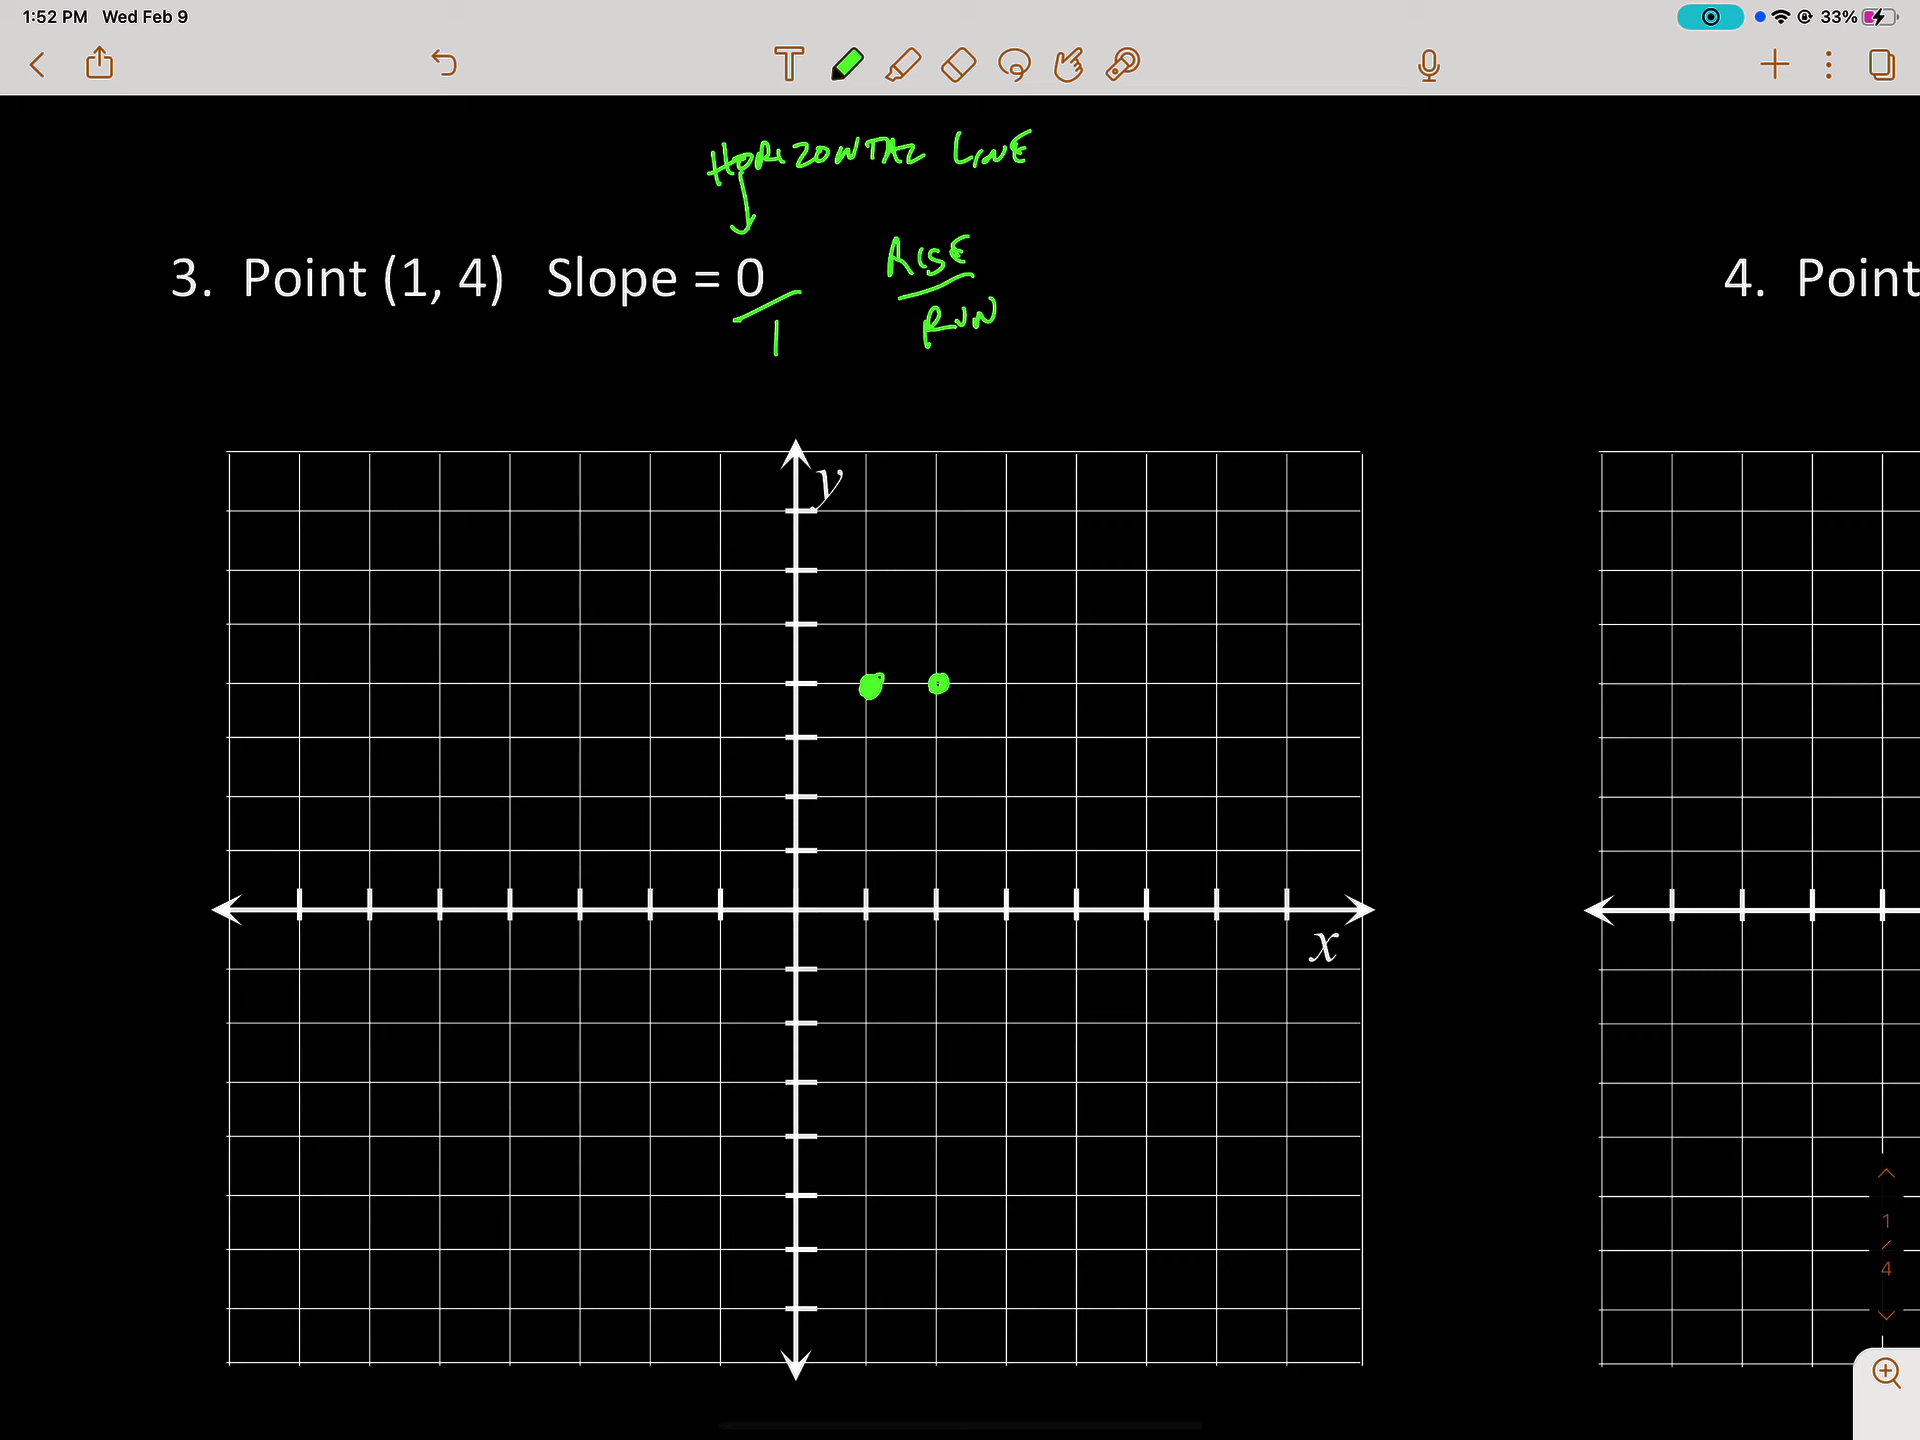 1:52 PM Wed Feb 9
33%
T
HORIZONTAL LINE
3. Point (1, 4) Slope = 0
1
RISE
RUN
4. Point
y
x
1
/
4